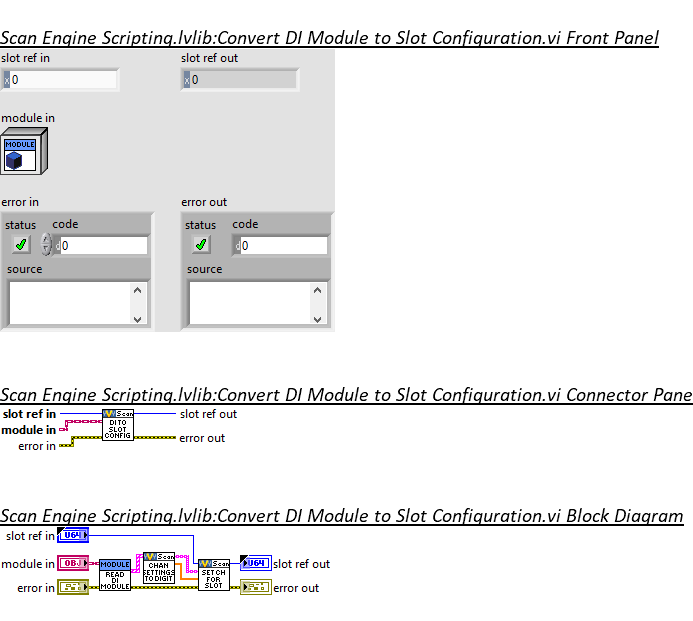 Scan Engine Scripting.lvlib:Convert DI Module to Slot Configuration.vi Front Panel
slot ref in
slot ref out
x 0
x 0
module in
MODULE
error in
error out
status
code
status
code
d 0
d 0
source
source
Scan Engine Scripting.lvlib:Convert DI Module to Slot Configuration.vi Connector Pane
slot ref in
Scan
slot ref out
module in
DI TO
SLOT
CONFIG
error out
error in
Scan Engine Scripting.lvlib:Convert DI Module to Slot Configuration.vi Block Diagram
slot ref in
U64
module in
OBJ
MODULE
READ
DI
MODULE
Scan
CHAN
SETTINGS
TO DIGIT
Scan
SET CH
FOR
SLOT
U64
slot ref out
error in
error out